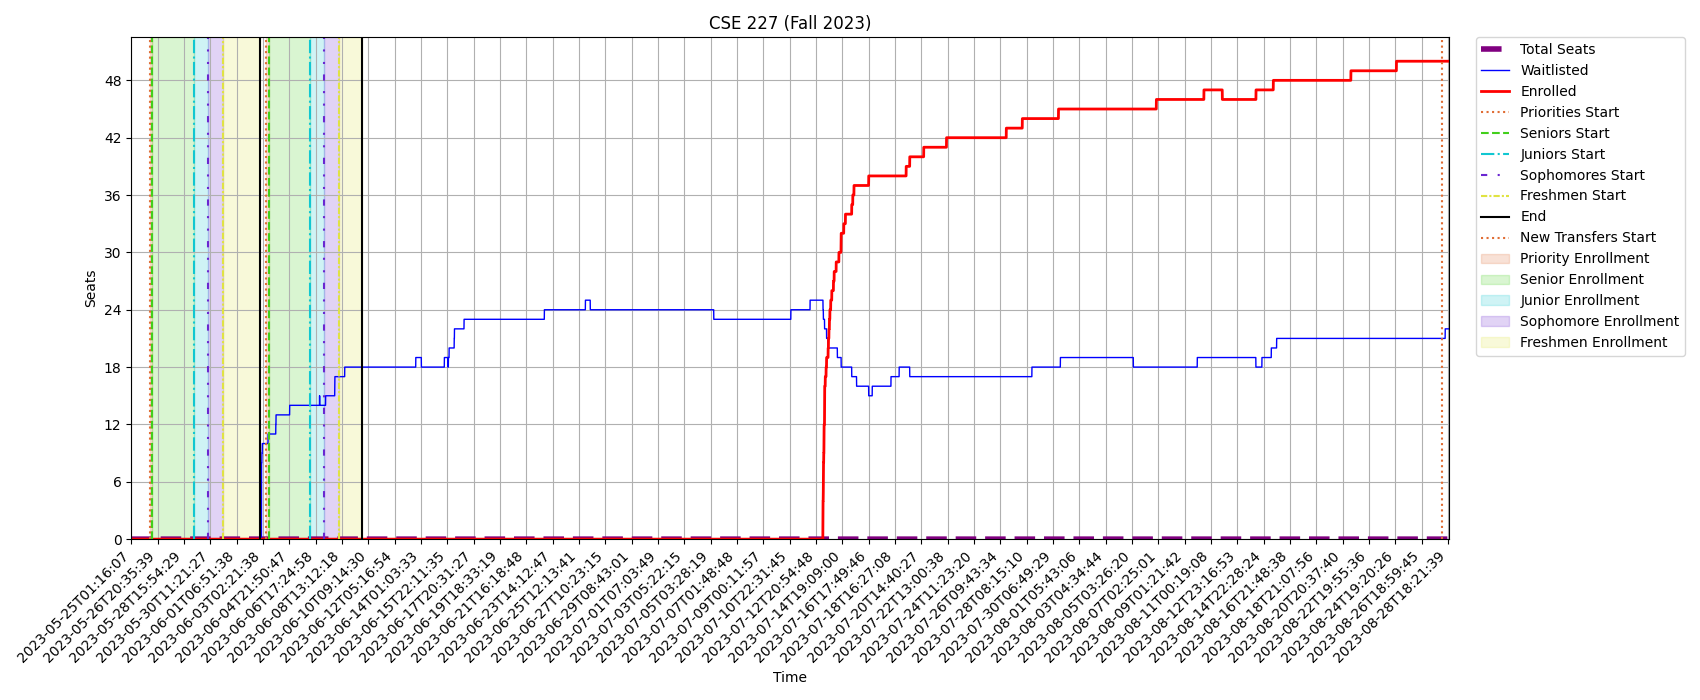 CSE 227 (Fall 2023)
Seats
48
42
36
30
24
18
12
6
0
2023-05-25T01:16:07
2023-05-26T20:35:39
2023-05-28T15:54:29
2023-05-30T11:21:27
2023-06-01T06:51:38
2023-06-03T02:21:38
2023-06-04T21:50:47
2023-06-06T17:24:58
2023-06-08T13:12:18
2023-06-10T09:14:30
2023-06-12T05:16:54
2023-06-14T01:03:33
2023-06-15T22:11:35
2023-06-17T20:31:27
2023-06-19T18:33:19
2023-06-21T16:18:48
2023-06-23T14:12:47
2023-06-25T12:13:41
2023-06-27T10:23:15
2023-06-29T08:43:01
2023-07-01T07:03:49
2023-07-03T05:22:15
2023-07-05T03:28:19
2023-07-07T01:48:48
2023-07-09T00:11:57
2023-07-10T22:31:45
2023-07-12T20:54:48
2023-07-14T19:09:00
2023-07-16T17:49:46
2023-07-18T16:27:08
2023-07-20T14:40:27
2023-07-22T13:00:38
2023-07-24T11:23:20
2023-07-26T09:43:34
2023-07-28T08:15:10
2023-07-30T06:49:29
2023-08-01T05:43:06
2023-08-03T04:34:44
2023-08-05T03:26:20
2023-08-07T02:25:01
2023-08-09T01:21:42
2023-08-11T00:19:08
2023-08-12T23:16:53
2023-08-14T22:28:24
2023-08-16T21:48:38
2023-08-18T21:07:56
2023-08-20T20:37:40
2023-08-22T19:55:36
2023-08-24T19:20:26
2023-08-26T18:59:45
2023-08-28T18:21:39
Time
Total Seats
Waitlisted
Enrolled
Priorities Start
Seniors Start
Juniors Start
Sophomores Start
Freshmen Start
End
New Transfers Start
Priority Enrollment
Senior Enrollment
Junior Enrollment
Sophomore Enrollment
Freshmen Enrollment